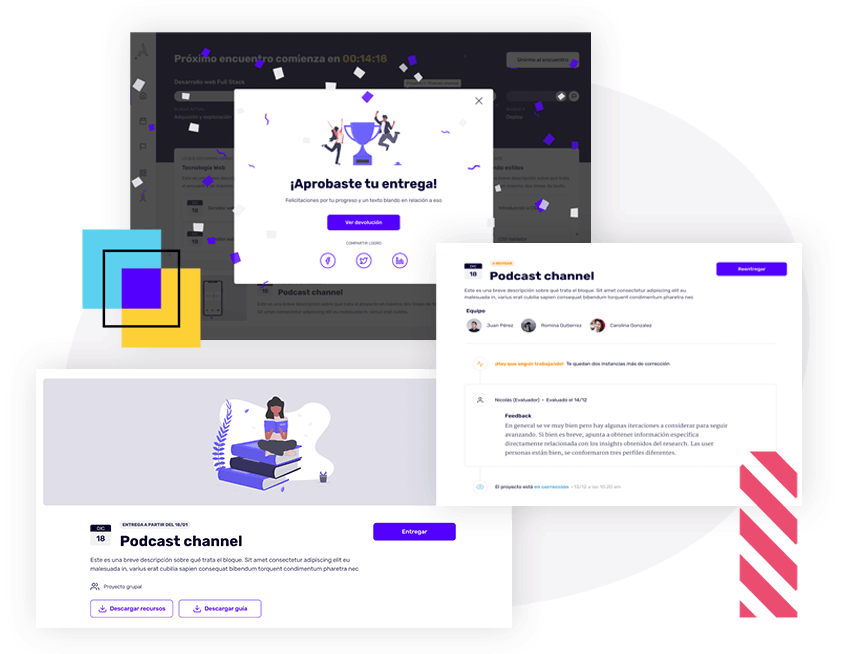 Próximo encuentro comienza en 00:14:18
Unirme al encuentro
Desarrollo web Full Stack
¡Aprobaste tu entrega!
Felicitaciones por tu progreso y un texto blando en relación a eso
Ver devolución
COMPARTIR LOGRO
Tecnología Web
DIC
18
DIC
18
Podcast channel
DIC
18
A REVISAR
Podcast channel
Reentregar
Este es una breve descripción sobre qué trata el bloque. Sit amet consectetur adipiscing elit eu
malesuada in, varius erat cubilia sapien consequat bibendum torquent condimentum pharetra nec
Equipo
Juan Pérez
Romina Gutierrez
Carolina Gonzalez
¡Hay que seguir trabajando! Te quedan dos instancias más de corrección
Nicolás (Evaluador) • Evaluado el 14/12
Feedback
En general se ve muy bien pero hay algunas iteraciones a considerar para seguir
avanzando. Si bien es breve, apunta a obtener información específica
directamente relacionada con los insights obtenidos del research. Las user
personas están bien, se conformaron tres perfiles diferentes.
El proyecto está en corrección • 13/12 a las 10:20 am
DIC
18
ENTREGA A PARTIR DEL 18/01
Podcast channel
Entregar
Este es una breve descripción sobre qué trata el bloque. Sit amet consectetur adipiscing elit eu
malesuada in, varius erat cubilia sapien consequat bibendum torquent condimentum pharetra nec
Proyecto grupal
Descargar recursos
Descargar guía